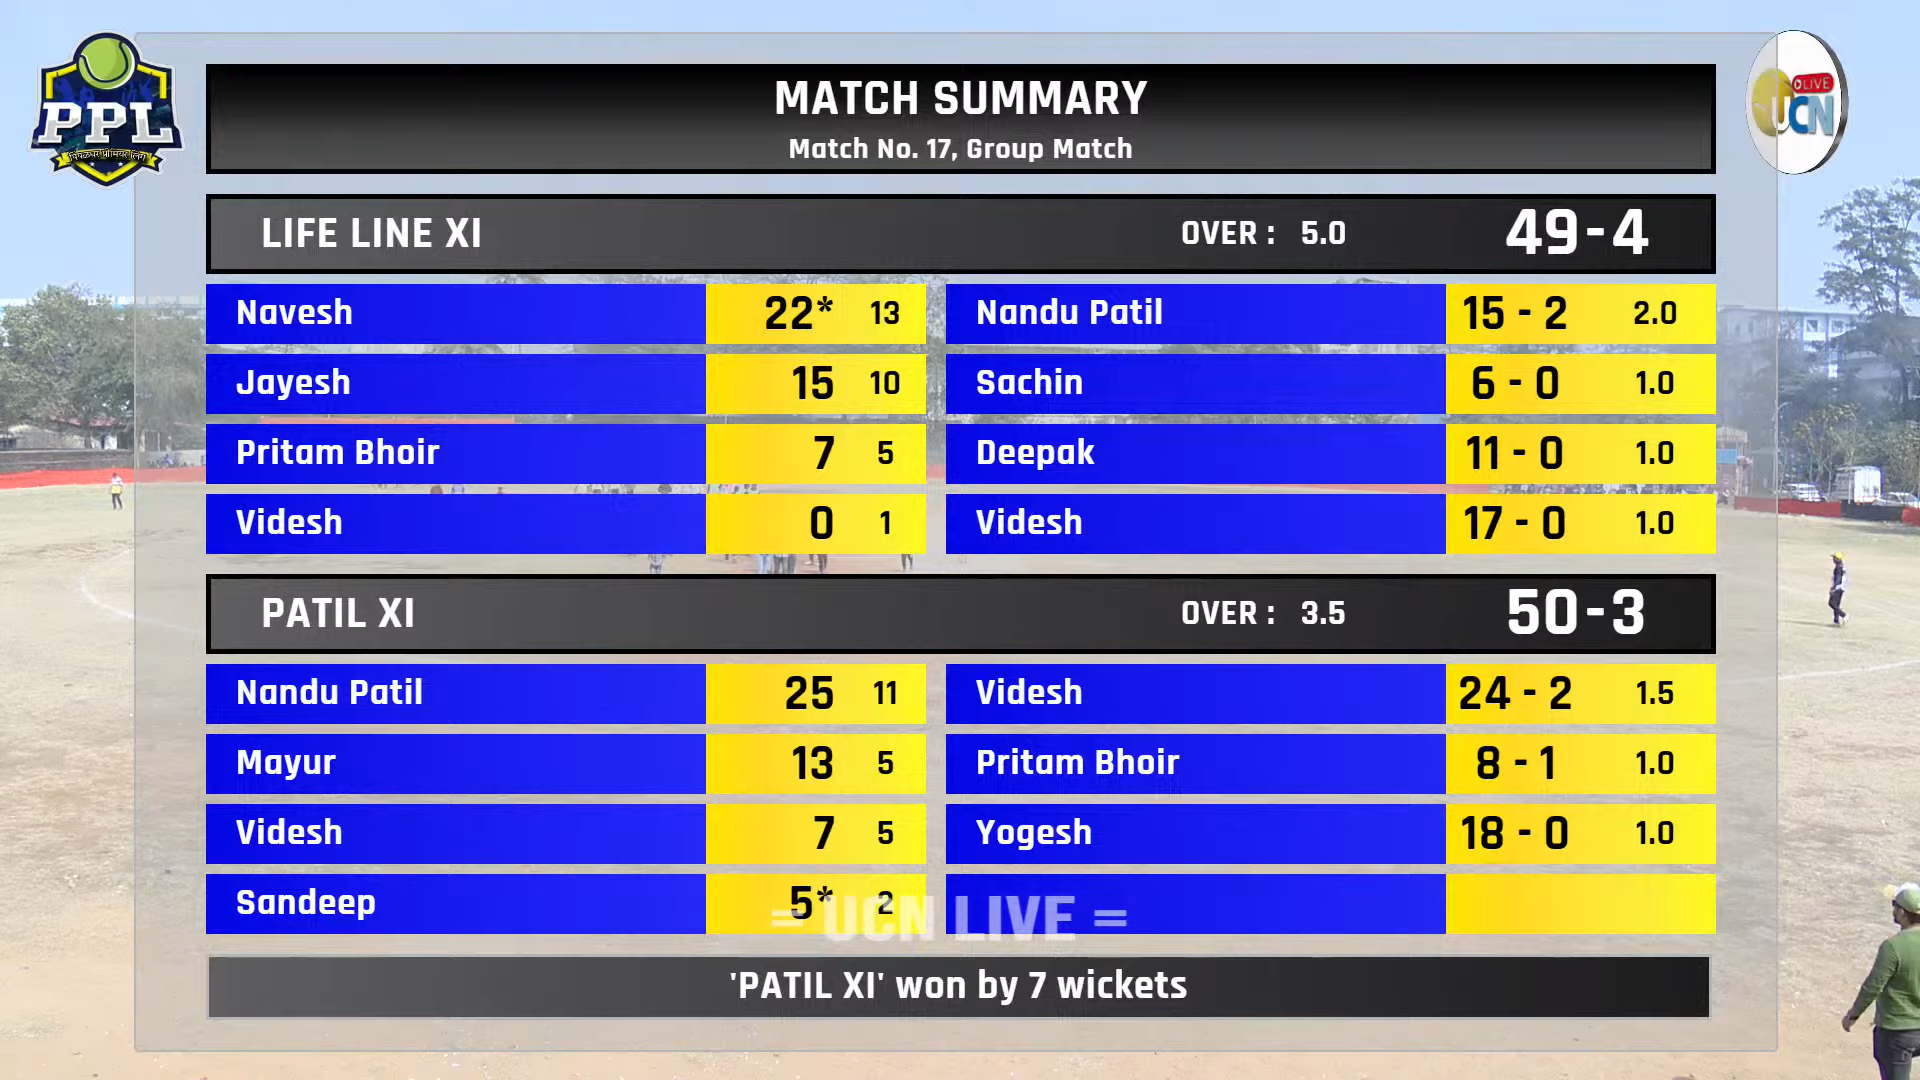 PPL
पिंपळघर प्रीमियर लिग
LIVE
UCN
MATCH SUMMARY
Match No. 17, Group Match
LIFE LINE XI OVER : 5.0 49-4
Navesh 22* 13 Nandu Patil 15 - 2 2.0
Jayesh 15 10 Sachin 6 - 0 1.0
Pritam Bhoir 7 5 Deepak 11 - 0 1.0
Videsh 0 1 Videsh 17 - 0 1.0
PATIL XI OVER : 3.5 50-3
Nandu Patil 25 11 Videsh 24 - 2 1.5
Mayur 13 5 Pritam Bhoir 8 - 1 1.0
Videsh 7 5 Yogesh 18 - 0 1.0
Sandeep 5* 2
= UCN LIVE =
'PATIL XI' won by 7 wickets